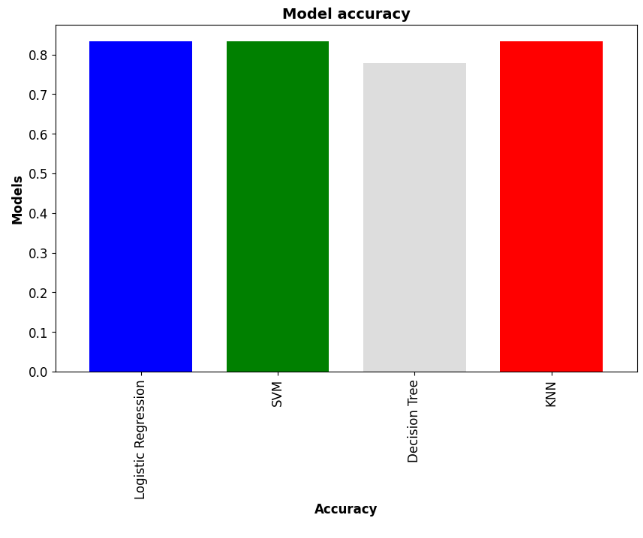 Model accuracy
Models
0.8
0.7
0.6
0.5
0.4
0.3
0.2
0.1
0.0
Logistic Regression
SVM
Decision Tree
KNN
Accuracy